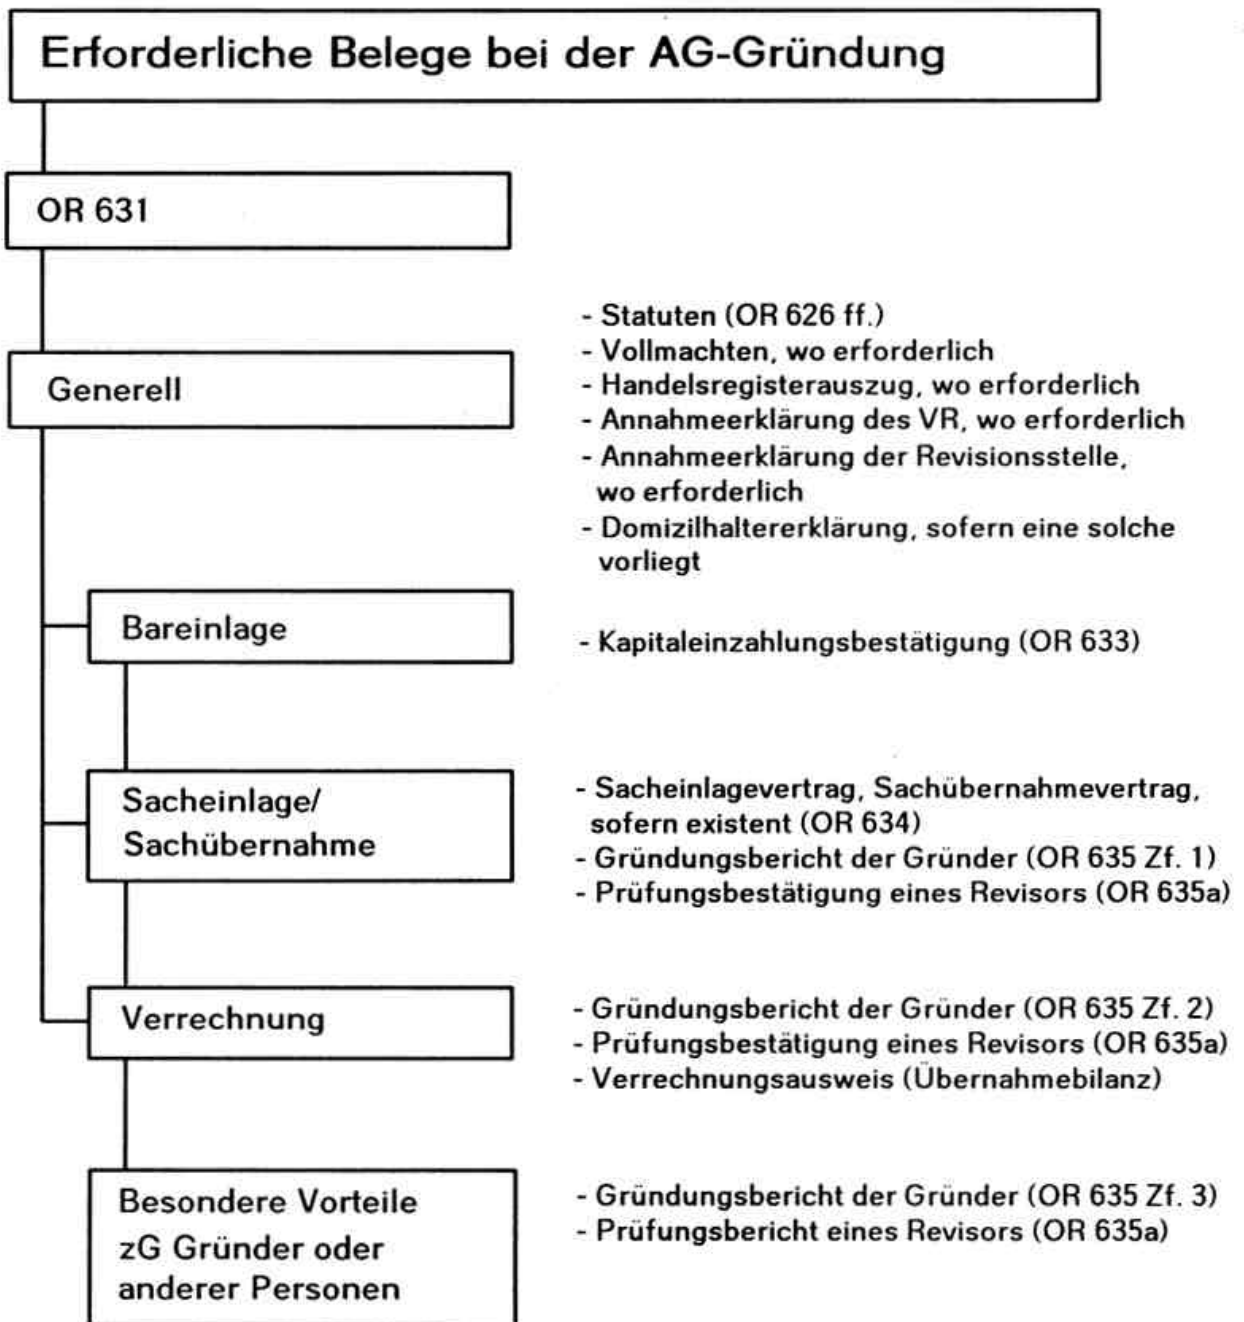 Erforderliche Belege bei der AG-Gründung
OR 631
Generell
- Statuten (OR 626 ff.)
- Vollmachten, wo erforderlich
- Handelsregisterauszug, wo erforderlich
- Annahmeerklärung des VR, wo erforderlich
- Annahmeerklärung der Revisionsstelle,
wo erforderlich
- Domizilhaltererklärung, sofern eine solche
vorliegt
Bareinlage
- Kapitaleinzahlungsbestätigung (OR 633)
Sacheinlage/
Sachübernahme
- Sacheinlagevertrag, Sachübernahmevertrag,
sofern existent (OR 634)
- Gründungsbericht der Gründer (OR 635 Zf. 1)
- Prüfungsbestätigung eines Revisors (OR 635a)
Verrechnung
- Gründungsbericht der Gründer (OR 635 Zf. 2)
- Prüfungsbestätigung eines Revisors (OR 635a)
- Verrechnungsausweis (Übernahmebilanz)
Besondere Vorteile
zG Gründer oder
anderer Personen
- Gründungsbericht der Gründer (OR 635 Zf. 3)
- Prüfungsbericht eines Revisors (OR 635a)